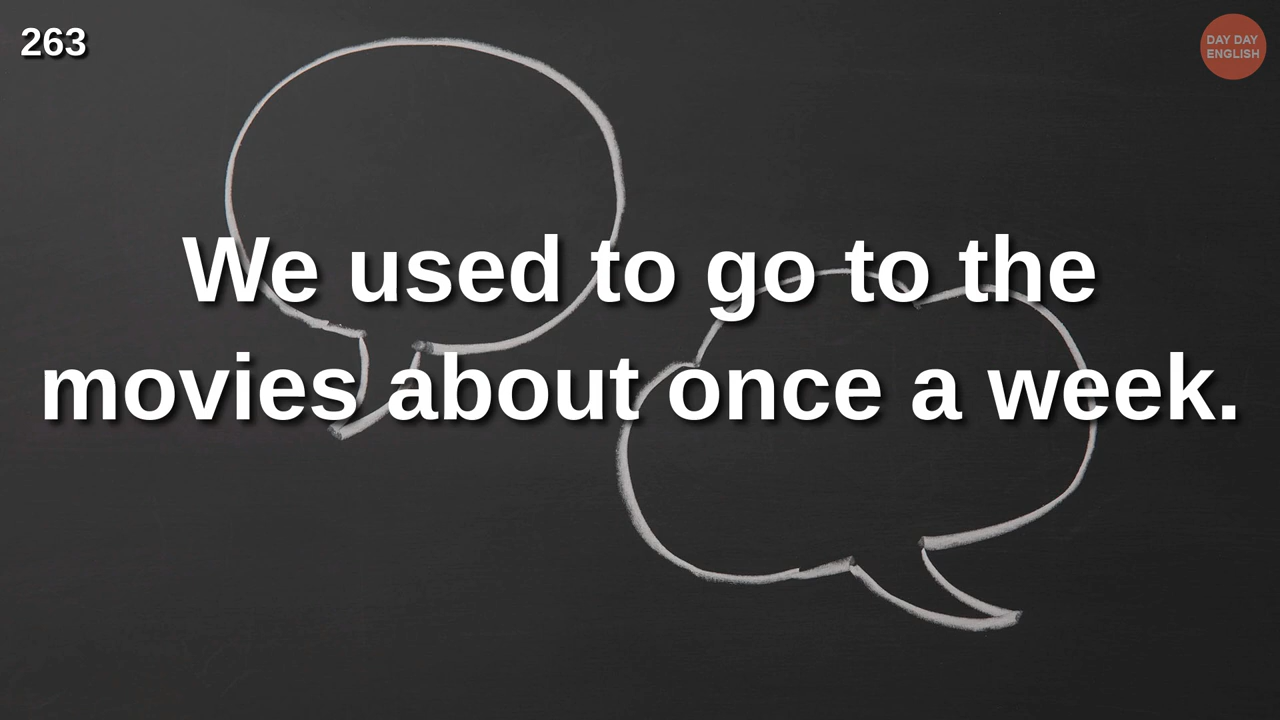 263
DAY DAY
ENGLISH
We used to go to the
movies about once a week.